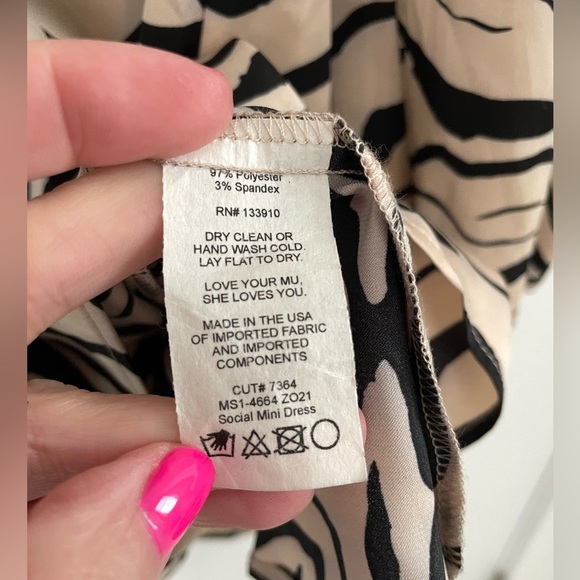 97% Polyester
3% Spandex
RN# 133910
DRY CLEAN OR
HAND WASH COLD.
LAY FLAT TO DRY.
LOVE YOUR MU,
SHE LOVES YOU.
MADE IN THE USA
OF IMPORTED FABRIC
AND IMPORTED
COMPONENTS
CUT# 7364
MS1-4664 ZO21
Social Mini Dress